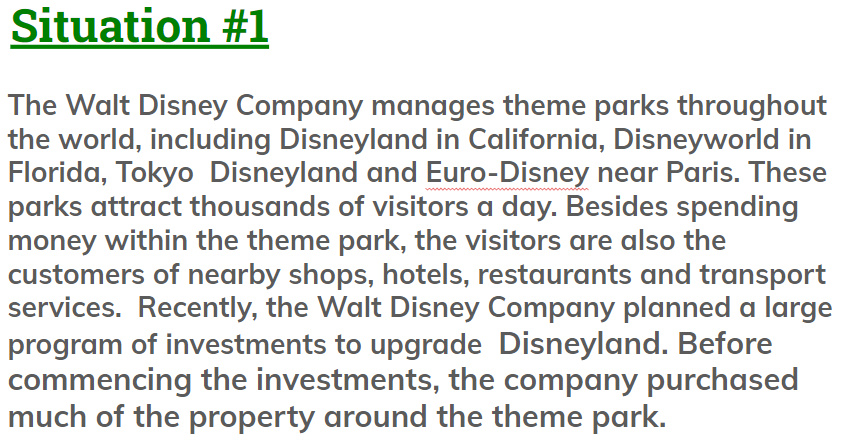 Situation #1
The Walt Disney Company manages theme parks throughout
the world, including Disneyland in California, Disneyworld in
Florida, Tokyo  Disneyland and Euro-Disney near Paris. These
parks attract thousands of visitors a day. Besides spending
money within the theme park, the visitors are also the
customers of nearby shops, hotels, restaurants and transport
services.  Recently, the Walt Disney Company planned a large
program of investments to upgrade  Disneyland. Before
commencing the investments, the company purchased
much of the property around the theme park.